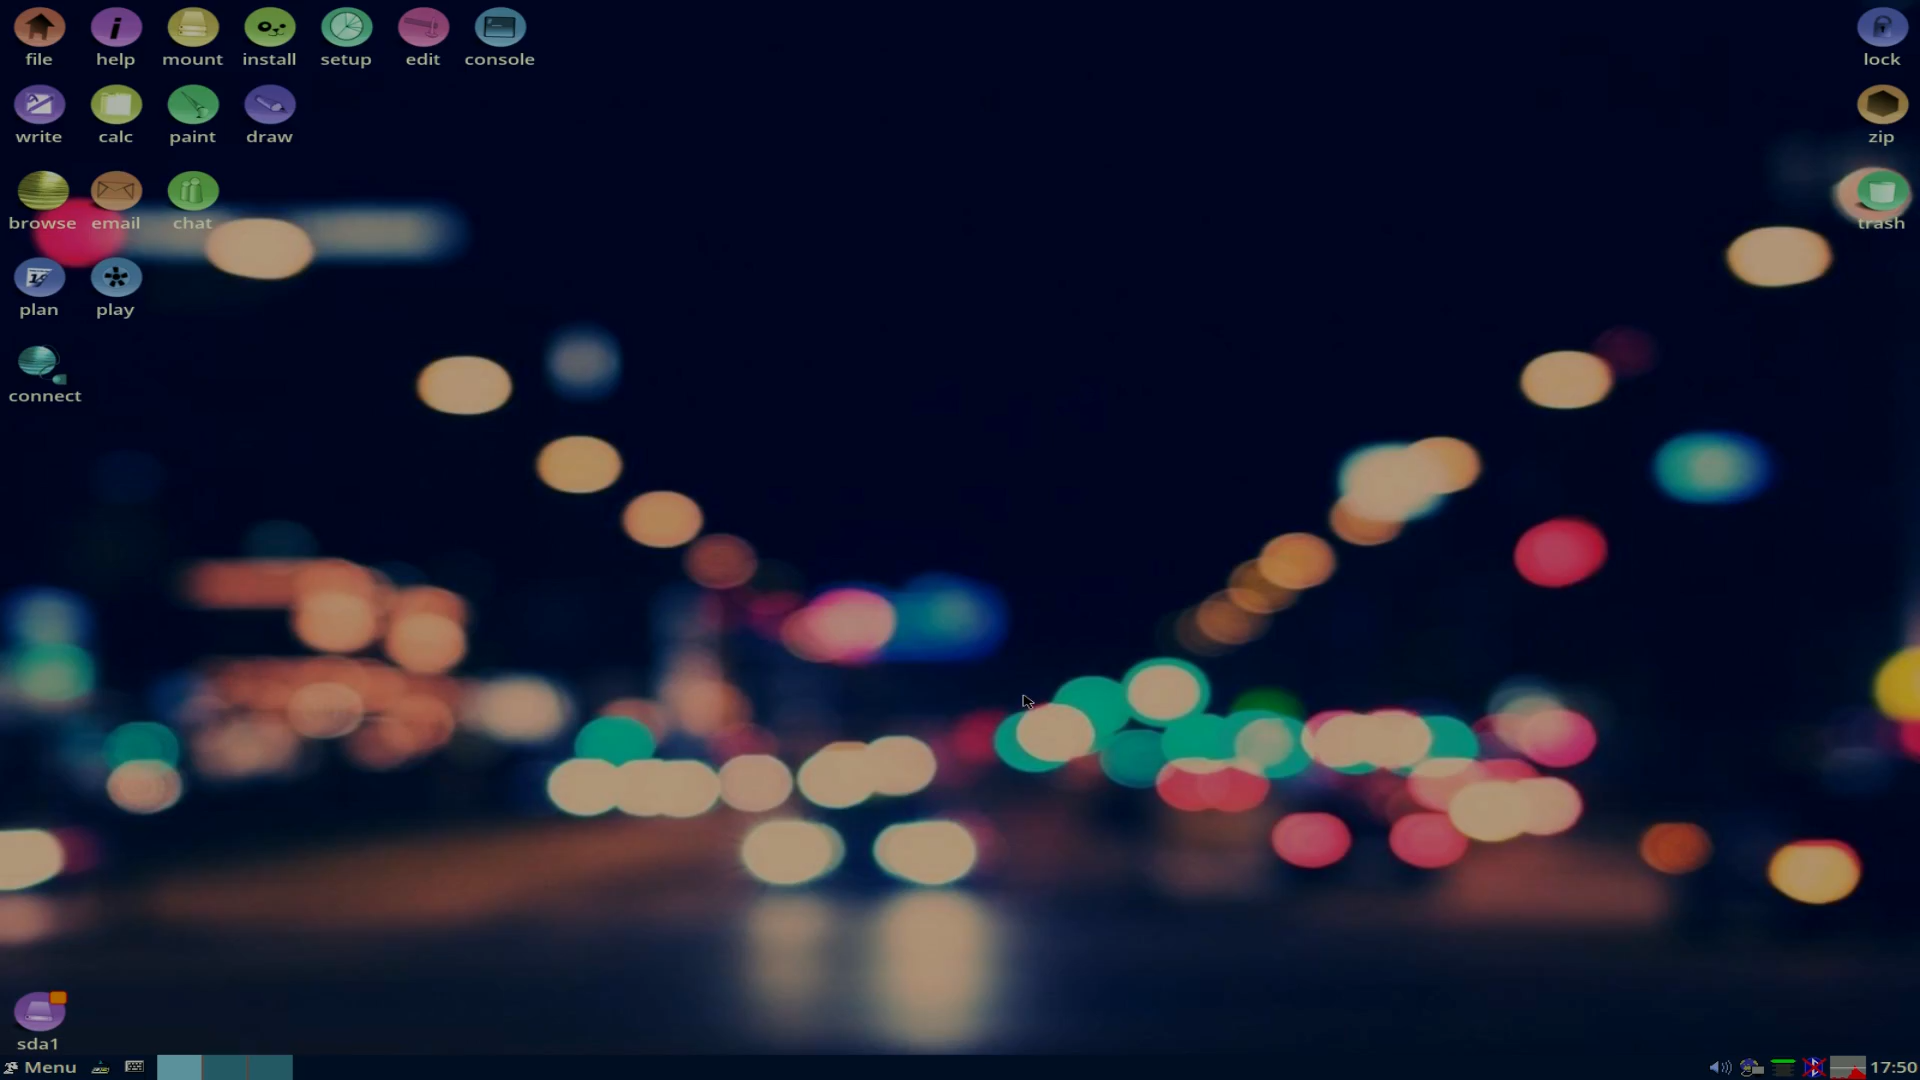 file help mount install setup edit console lock
write calc paint draw zip
browse email chat trash
plan play
connect
sda1
Menu 17:50